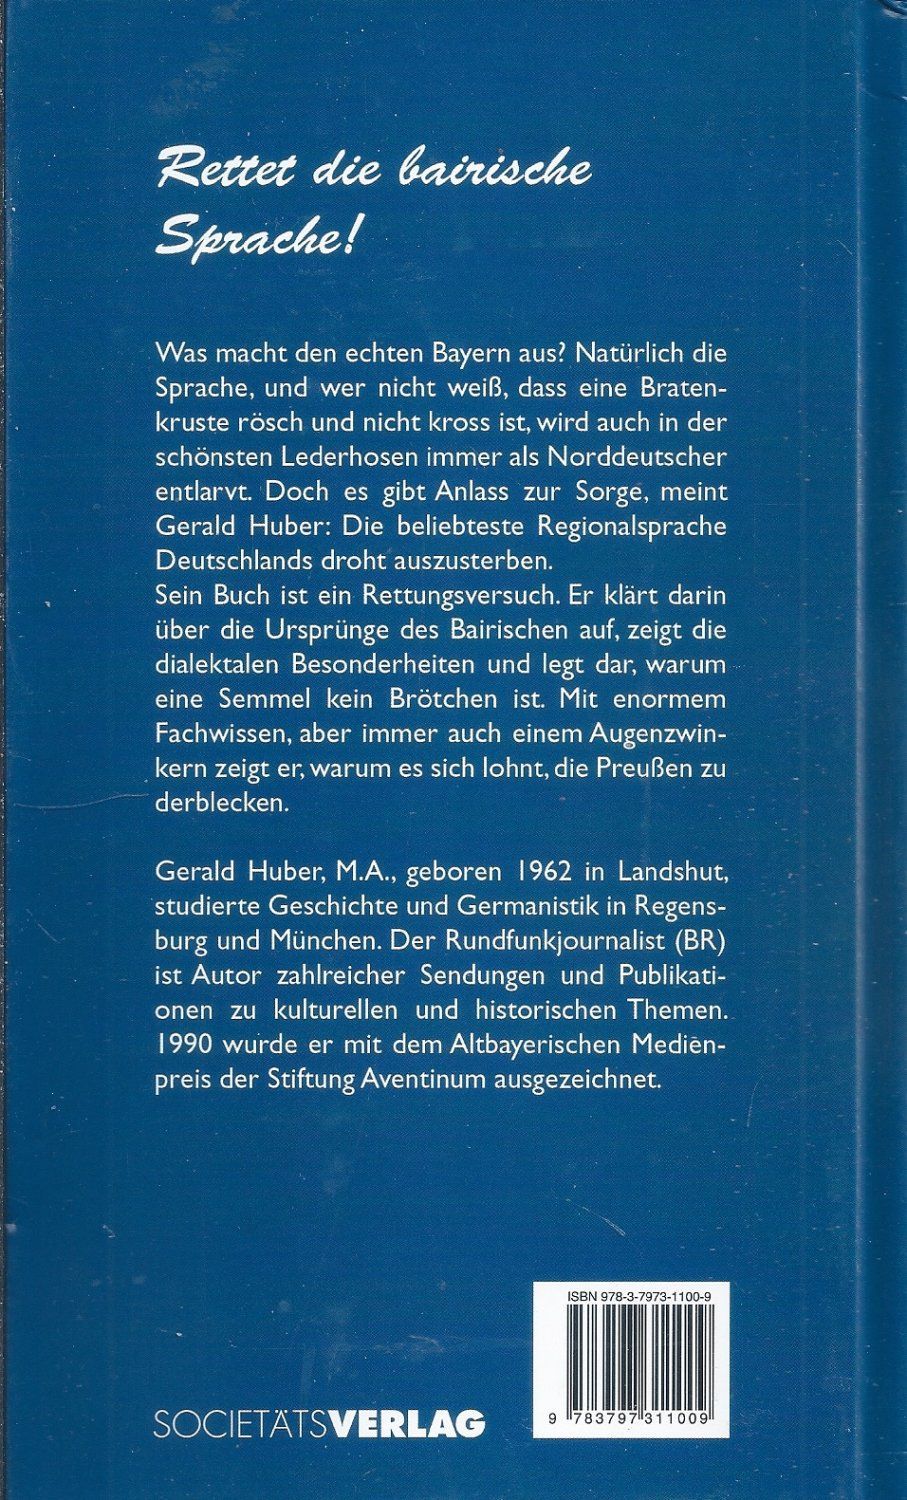 Rettet die bairische
Sprache!
Was macht den echten Bayern aus? Natürlich die
Sprache, und wer nicht weiß, dass eine Braten-
kruste rösch und nicht kross ist, wird auch in der
schönsten Lederhosen immer als Norddeutscher
entlarvt. Doch es gibt Anlass zur Sorge, meint
Gerald Huber: Die beliebteste Regionalsprache
Deutschlands droht auszusterben.
Sein Buch ist ein Rettungsversuch. Er klärt darin
über die Ursprünge des Bairischen auf, zeigt die
dialektalen Besonderheiten und legt dar, warum
eine Semmel kein Brötchen ist. Mit enormem
Fachwissen, aber immer auch einem Augenzwin-
kern zeigt er, warum es sich lohnt, die Preußen zu
derblecken.
Gerald Huber, M.A., geboren 1962 in Landshut,
studierte Geschichte und Germanistik in Regens-
burg und München. Der Rundfunkjournalist (BR)
ist Autor zahlreicher Sendungen und Publikati-
onen zu kulturellen und historischen Themen.
1990 wurde er mit dem Altbayerischen Medien-
preis der Stiftung Aventinum ausgezeichnet.
ISBN 978-3-7973-1100-9
9 783797 311009
SOCIETÄTSVERLAG